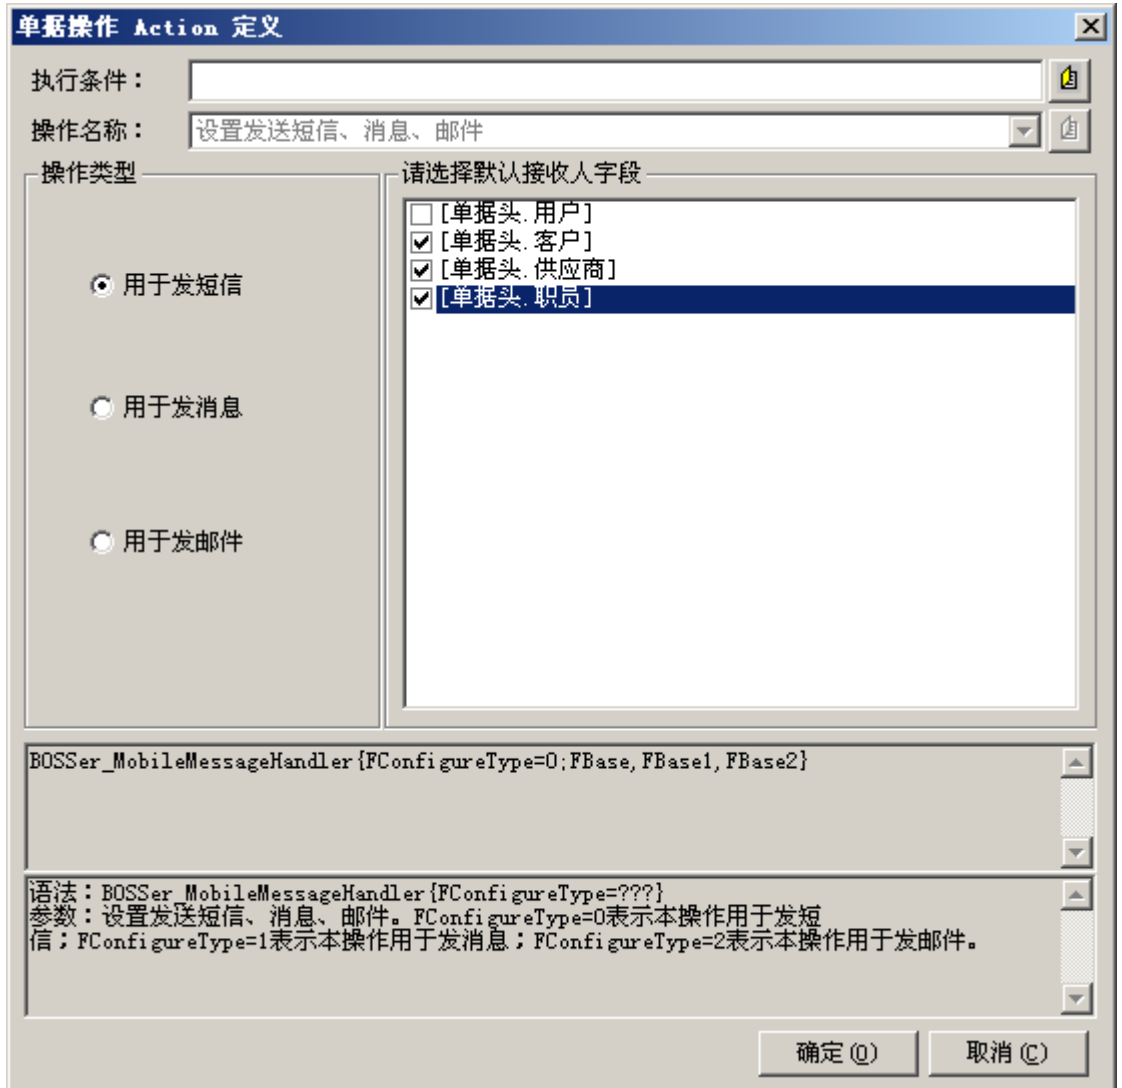 单据操作 Action 定义
执行条件：
操作名称：
设置发送短信、消息、邮件
操作类型
请选择默认接收人字段
用于发短信
用于发消息
用于发邮件
[单据头.用户]
[单据头.客户]
[单据头.供应商]
[单据头.职员]
BOSSer_MobileMessageHandler{FConfigureType=0;FBase,FBase1,FBase2}
语法：BOSSer_MobileMessageHandler{FConfigureType=???}
参数：设置发送短信、消息、邮件。FConfigureType=0表示本操作用于发短
信；FConfigureType=1表示本操作用于发消息；FConfigureType=2表示本操作用于发邮件。
确定(O)
取消(C)